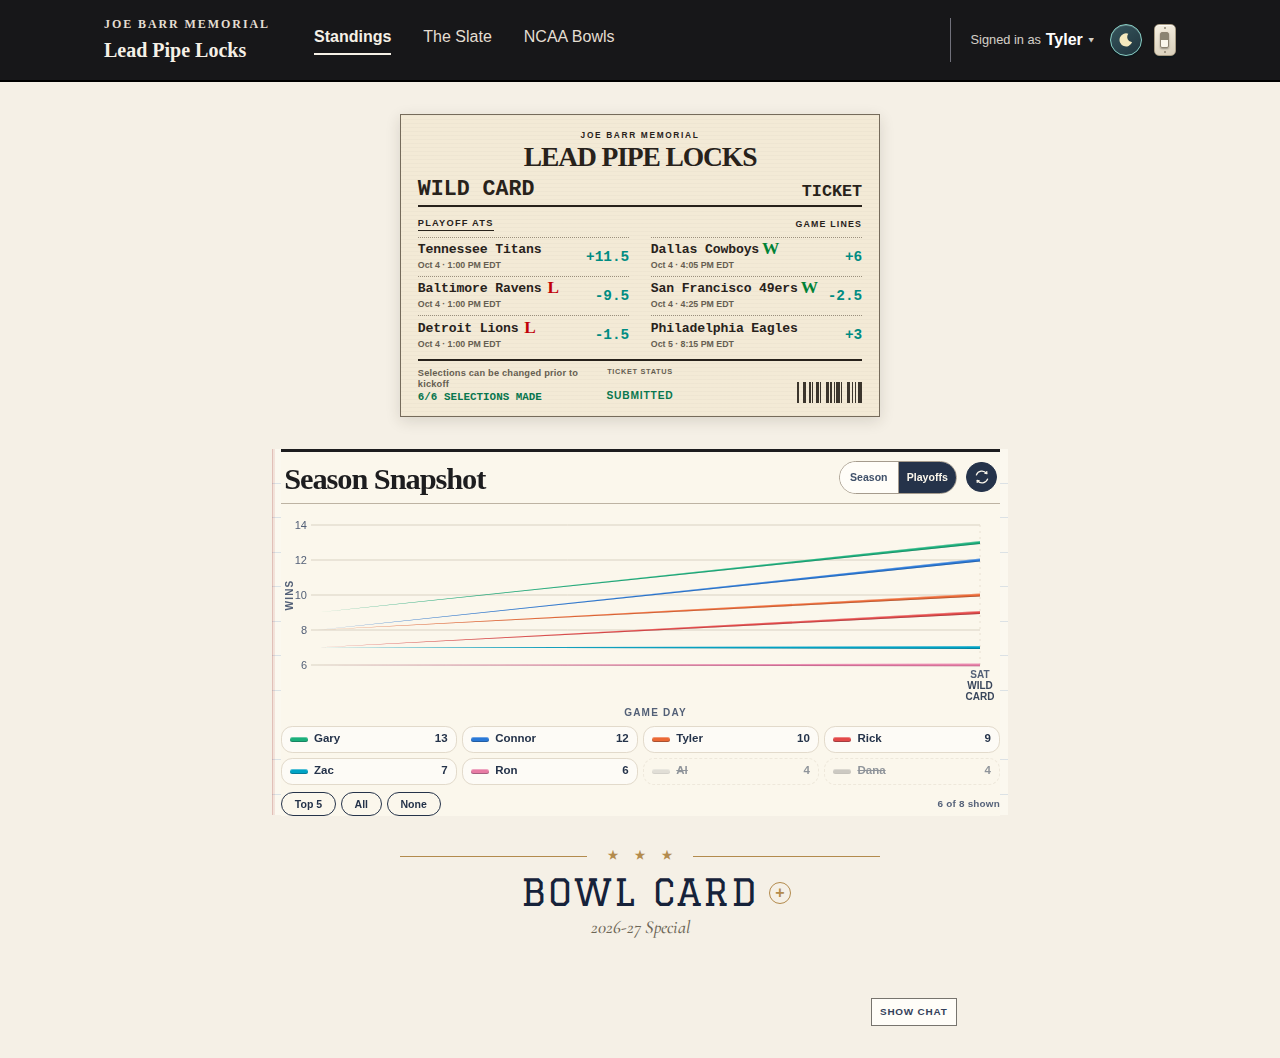 JOE BARR MEMORIAL
Lead Pipe Locks
Standings
The Slate
NCAA Bowls
Signed in as Tyler
JOE BARR MEMORIAL
LEAD PIPE LOCKS
WILD CARD
TICKET
PLAYOFF ATS
GAME LINES
Tennessee Titans
+11.5
Oct 4 · 1:00 PM EDT
Baltimore Ravens L
-9.5
Oct 4 · 1:00 PM EDT
Detroit Lions L
-1.5
Oct 4 · 1:00 PM EDT
Dallas Cowboys W
+6
Oct 4 · 4:05 PM EDT
San Francisco 49ers W
-2.5
Oct 4 · 4:25 PM EDT
Philadelphia Eagles
+3
Oct 5 · 8:15 PM EDT
Selections can be changed prior to
kickoff
6/6 SELECTIONS MADE
TICKET STATUS
SUBMITTED
Season Snapshot
Season
Playoffs
14
12
10
8
6
WINS
SAT
WILD
CARD
GAME DAY
Gary 13
Connor 12
Tyler 10
Rick 9
Zac 7
Ron 6
Al 4
Dana 4
Top 5
All
None
6 of 8 shown
★ ★ ★
BOWL CARD +
2026-27 Special
SHOW CHAT